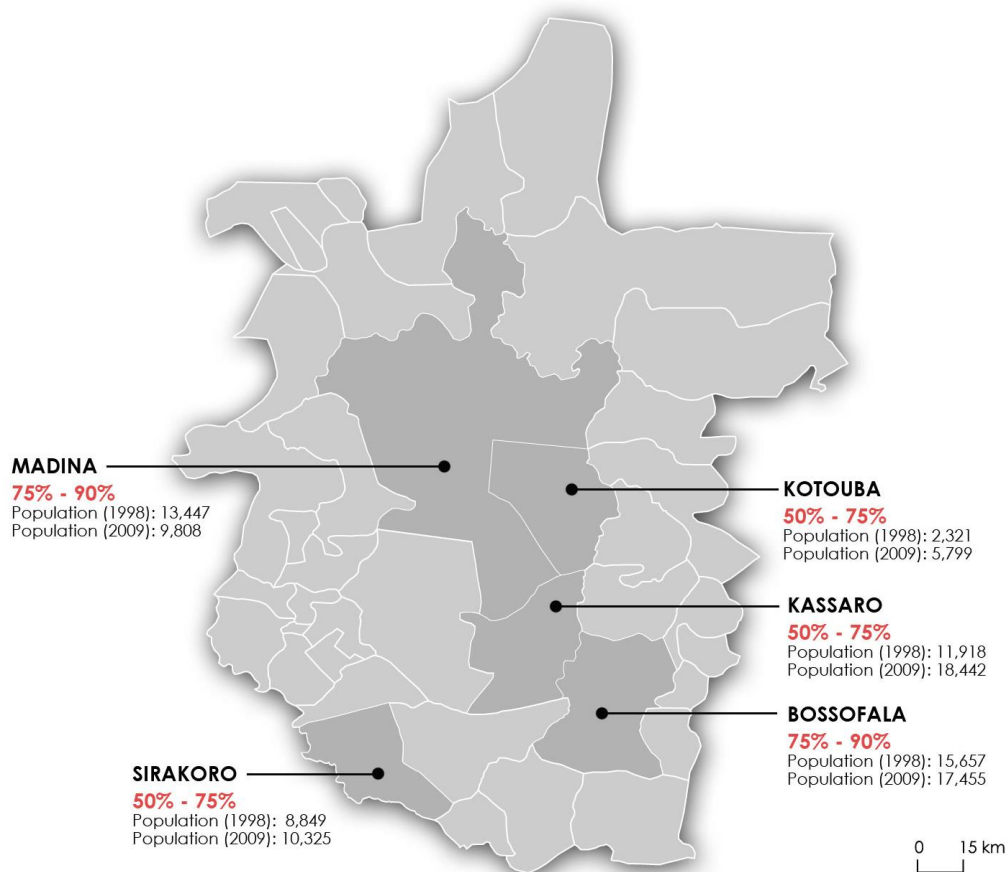 MADINA
75% - 90%
Population (1998): 13,447
Population (2009): 9,808
KOTOUBA
50% - 75%
Population (1998): 2,321
Population (2009): 5,799
KASSARO
50% - 75%
Population (1998): 11,918
Population (2009): 18,442
BOSSOFALA
75% - 90%
Population (1998): 15,657
Population (2009): 17,455
SIRAKORO
50% - 75%
Population (1998): 8,849
Population (2009): 10,325
0 15 km